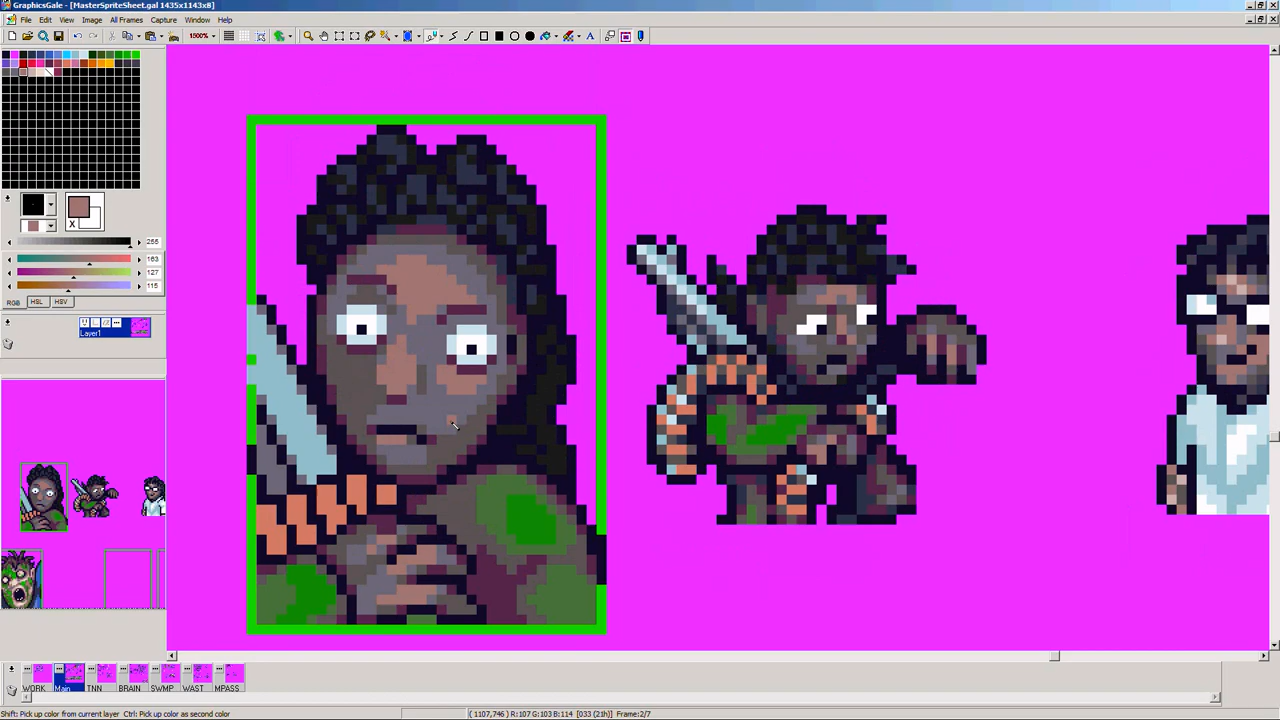 GraphicsGale - [MasterSpriteSheet.gal 1435x1143x8]
File Edit View Image All Frames Capture Window Help
1500%
A
X
255
163
127
115
RGB HSL HSV
Layer1
WORK Main TNN BRAIN SWMP WAST MPASS
Shift: Pick up color from current layer Ctrl: Pick up color as second color
( 1107,746) R:107 G:103 B:114 [033 (21h)] Frame:2/7